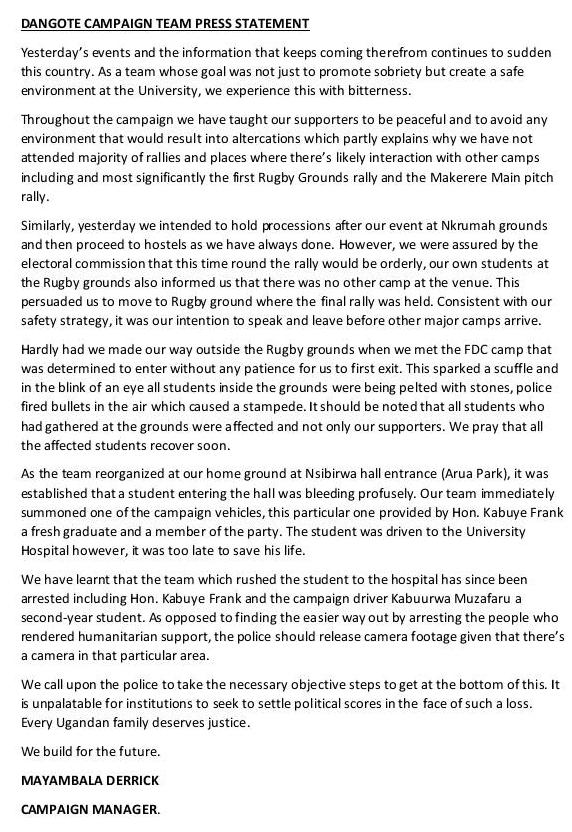 DANGOTE CAMPAIGN TEAM PRESS STATEMENT
Yesterday's events and the information that keeps coming therefrom continues to sudden
this country. As a team whose goal was not just to promote sobriety but create a safe
environment at the University, we experience this with bitterness.
Throughout the campaign we have taught our supporters to be peaceful and to avoid any
environment that would result into altercations which partly explains why we have not
attended majority of rallies and places where there's likely interaction with other camps
including and most significantly the first Rugby Grounds rally and the Makerere Main pitch
rally.
Similarly, yesterday we intended to hold processions after our event at Nkrumah grounds
and then proceed to hostels as we have always done. However, we were assured by the
electoral commission that this time round the rally would be orderly, our own students at
the Rugby grounds also informed us that there was no other camp at the venue. This
persuaded us to move to Rugby ground where the final rally was held. Consistent with our
safety strategy, it was our intention to speak and leave before other major camps arrive.
Hardly had we made our way outside the Rugby grounds when we met the FDC camp that
was determined to enter without any patience for us to first exit. This sparked a scuffle and
in the blink of an eye all students inside the grounds were being pelted with stones, police
fired bullets in the air which caused a stampede. It should be noted that all students who
had gathered at the grounds were affected and not only our supporters. We pray that all
the affected students recover soon.
As the team reorganized at our home ground at Nsibirwa hall entrance (Arua Park), it was
established that a student entering the hall was bleeding profusely. Our team immediately
summoned one of the campaign vehicles, this particular one provided by Hon. Kabuye Frank
a fresh graduate and a member of the party. The student was driven to the University
Hospital however, it was too late to save his life.
We have learnt that the team which rushed the student to the hospital has since been
arrested including Hon. Kabuye Frank and the campaign driver Kabuurwa Muzafaru a
second-year student. As opposed to finding the easier way out by arresting the people who
rendered humanitarian support, the police should release camera footage given that there's
a camera in that particular area.
We call upon the police to take the necessary objective steps to get at the bottom of this. It
is unpalatable for institutions to seek to settle political scores in the face of such a loss.
Every Ugandan family deserves justice.
We build for the future.
MAYAMBALA DERRICK
CAMPAIGN MANAGER.